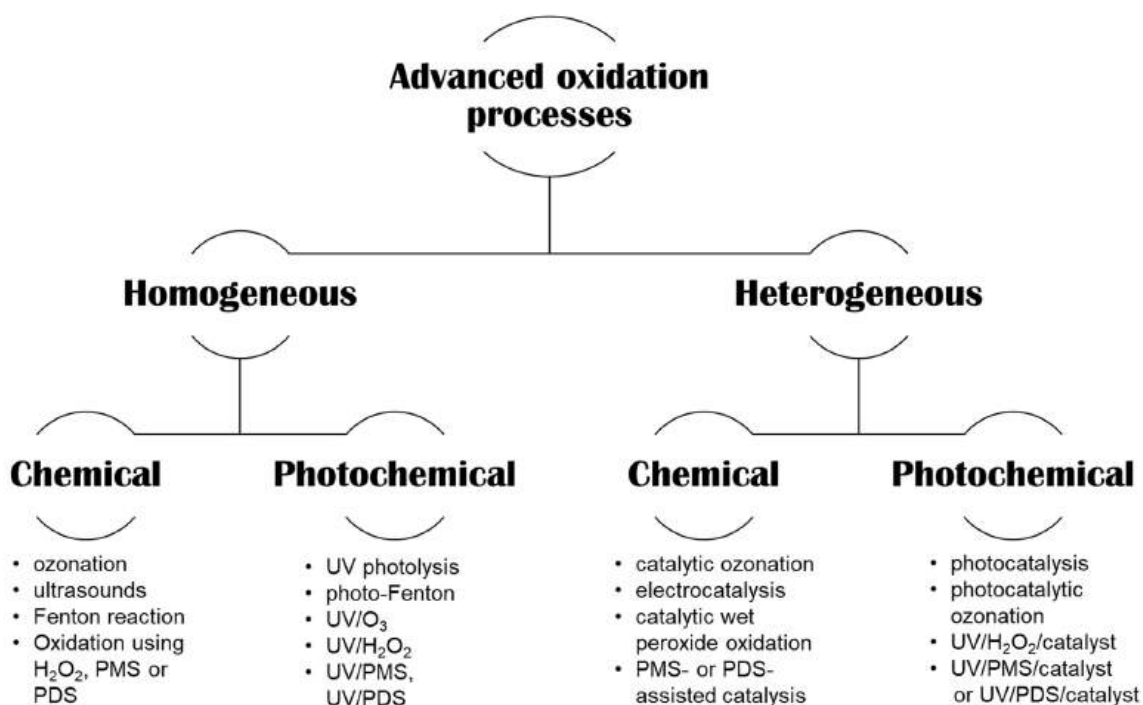 Advanced oxidation
processes
Homogeneous
Heterogeneous
Chemical
• ozonation
• ultrasounds
• Fenton reaction
• Oxidation using
H₂O₂, PMS or
PDS
Photochemical
• UV photolysis
• photo-Fenton
• UV/O₃
• UV/H₂O₂
• UV/PMS,
UV/PDS
Chemical
• catalytic ozonation
• electrocatalysis
• catalytic wet
peroxide oxidation
• PMS- or PDS-
assisted catalysis
Photochemical
• photocatalysis
• photocatalytic
ozonation
• UV/H₂O₂/catalyst
• UV/PMS/catalyst
or UV/PDS/catalyst